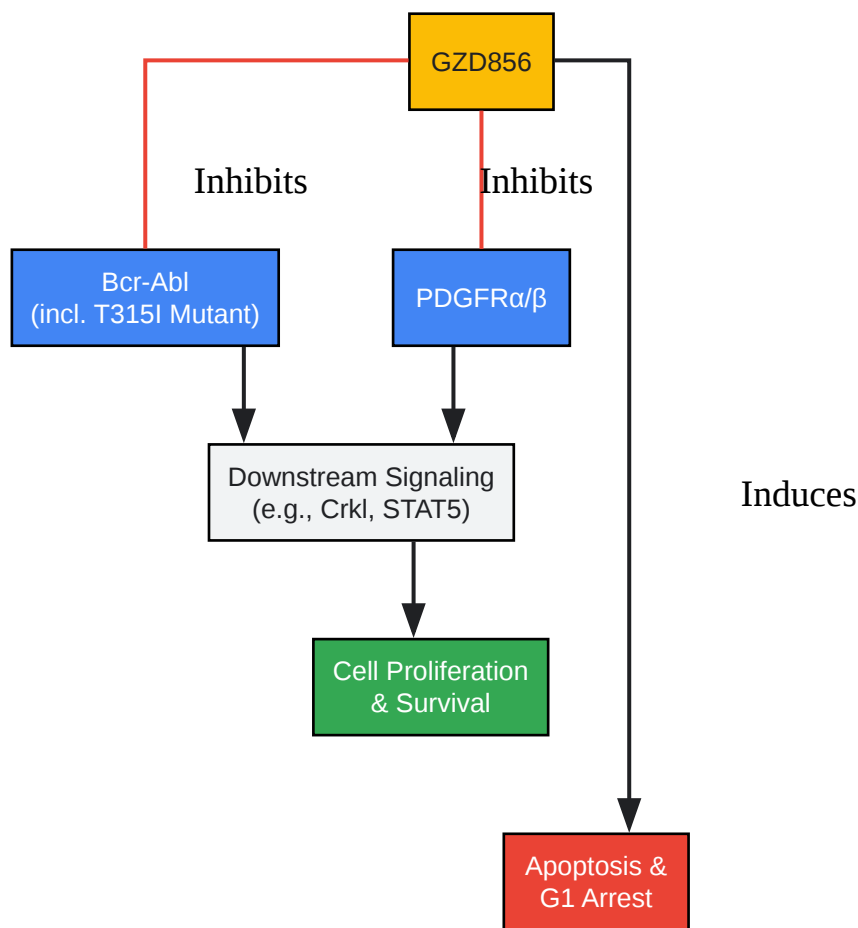 GZD856
Inhibits
Inhibits
Bcr-Abl
(incl. T315I Mutant)
PDGFRα/β
Downstream Signaling
(e.g., Crkl, STAT5)
Induces
Cell Proliferation
& Survival
Apoptosis &
G1 Arrest